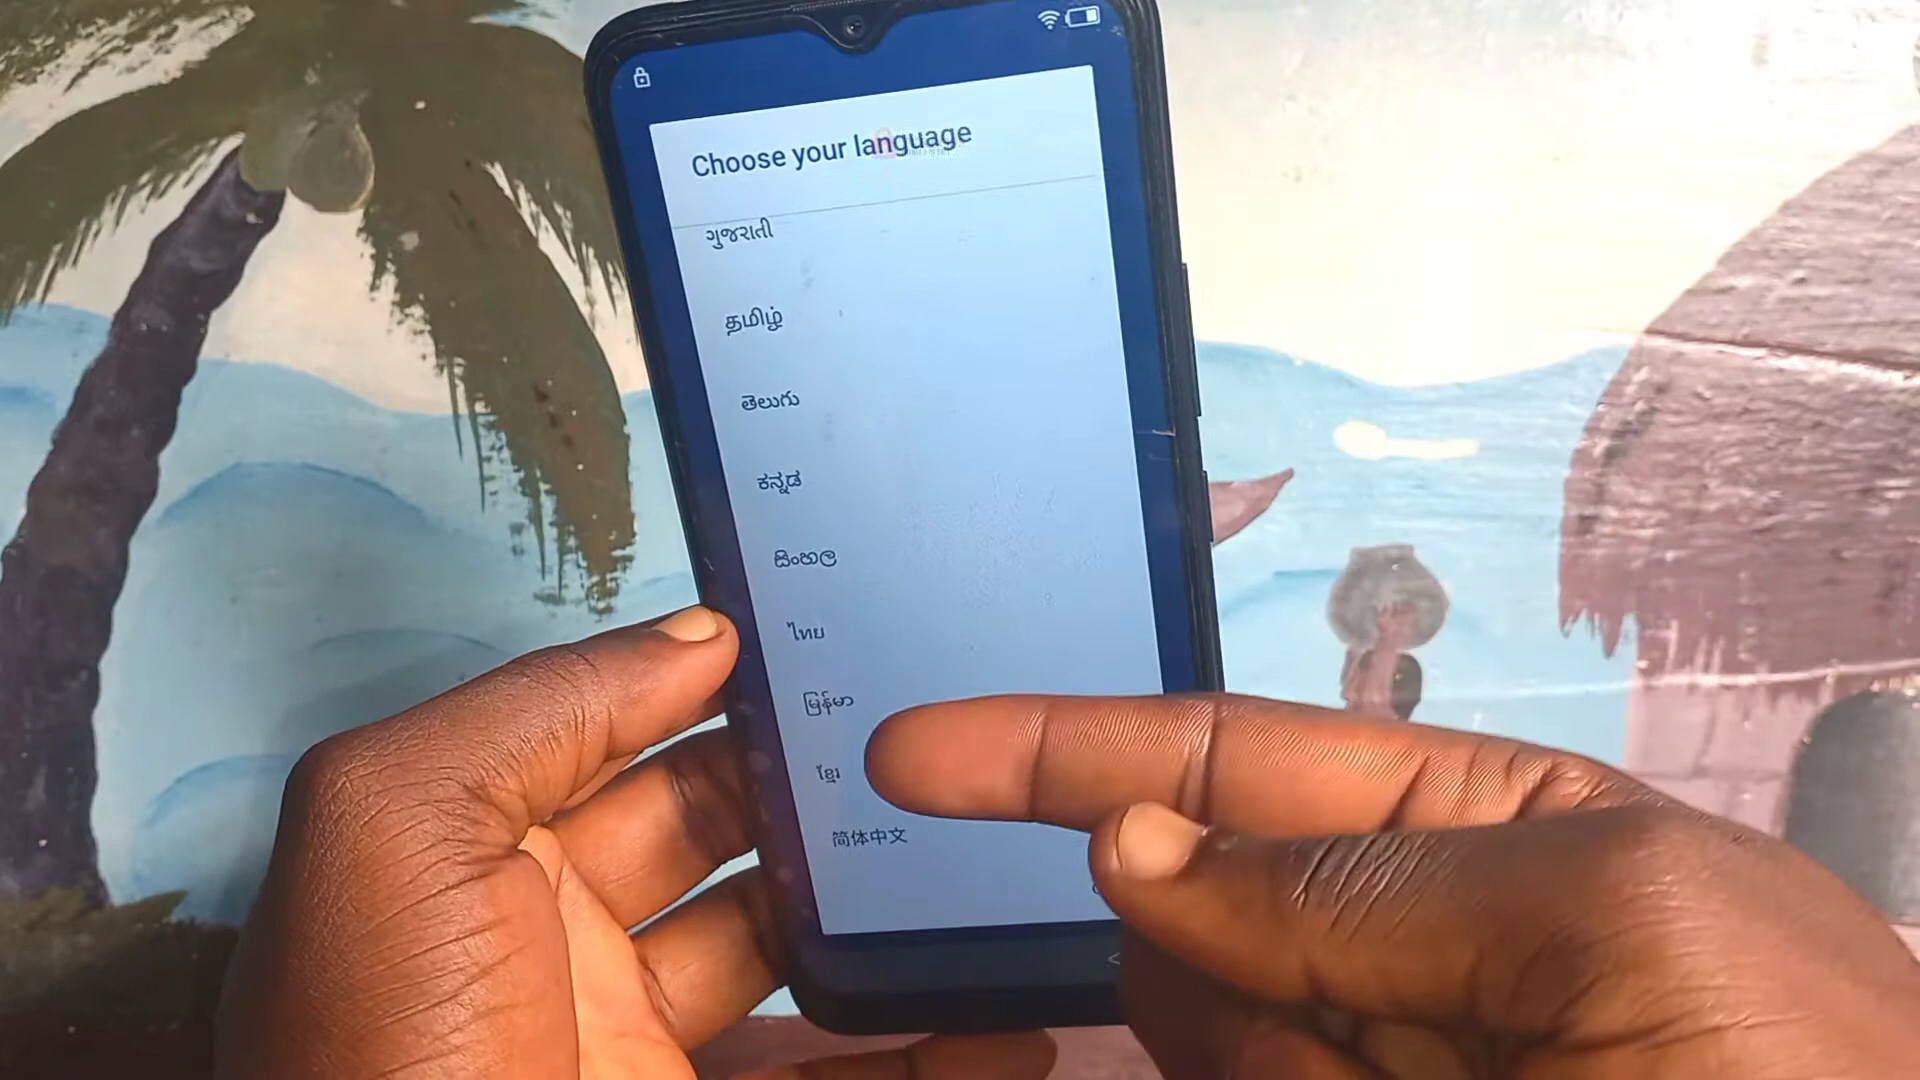 Choose your language
ગુજરાતી
தமிழ்
తెలుగు
ಕನ್ನಡ
සිංහල
ไทย
မြန်မာ
ខ្មែរ
简体中文